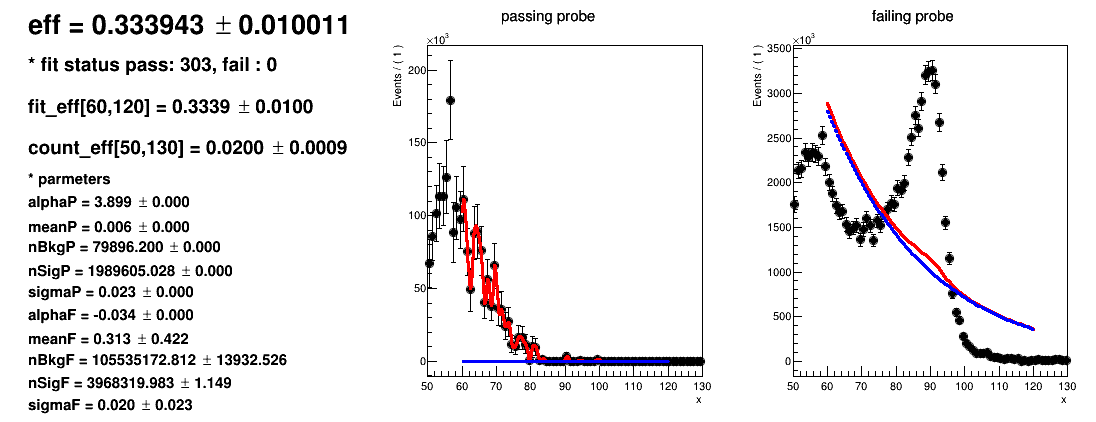 eff = 0.333943 ± 0.010011
* fit status pass: 303, fail : 0
fit_eff[60,120] = 0.3339 ± 0.0100
count_eff[50,130] = 0.0200 ± 0.0009
* parmeters
alphaP = 3.899 ± 0.000
meanP = 0.006 ± 0.000
nBkgP = 79896.200 ± 0.000
nSigP = 1989605.028 ± 0.000
sigmaP = 0.023 ± 0.000
alphaF = -0.034 ± 0.000
meanF = 0.313 ± 0.422
nBkgF = 105535172.812 ± 13932.526
nSigF = 3968319.983 ± 1.149
sigmaF = 0.020 ± 0.023
passing probe
×10³
Events / ( 1 )
200
150
100
50
0
50 60 70 80 90 100 110 120 130
x
failing probe
×10³
Events / ( 1 )
3500
3000
2500
2000
1500
1000
500
0
50 60 70 80 90 100 110 120 130
x